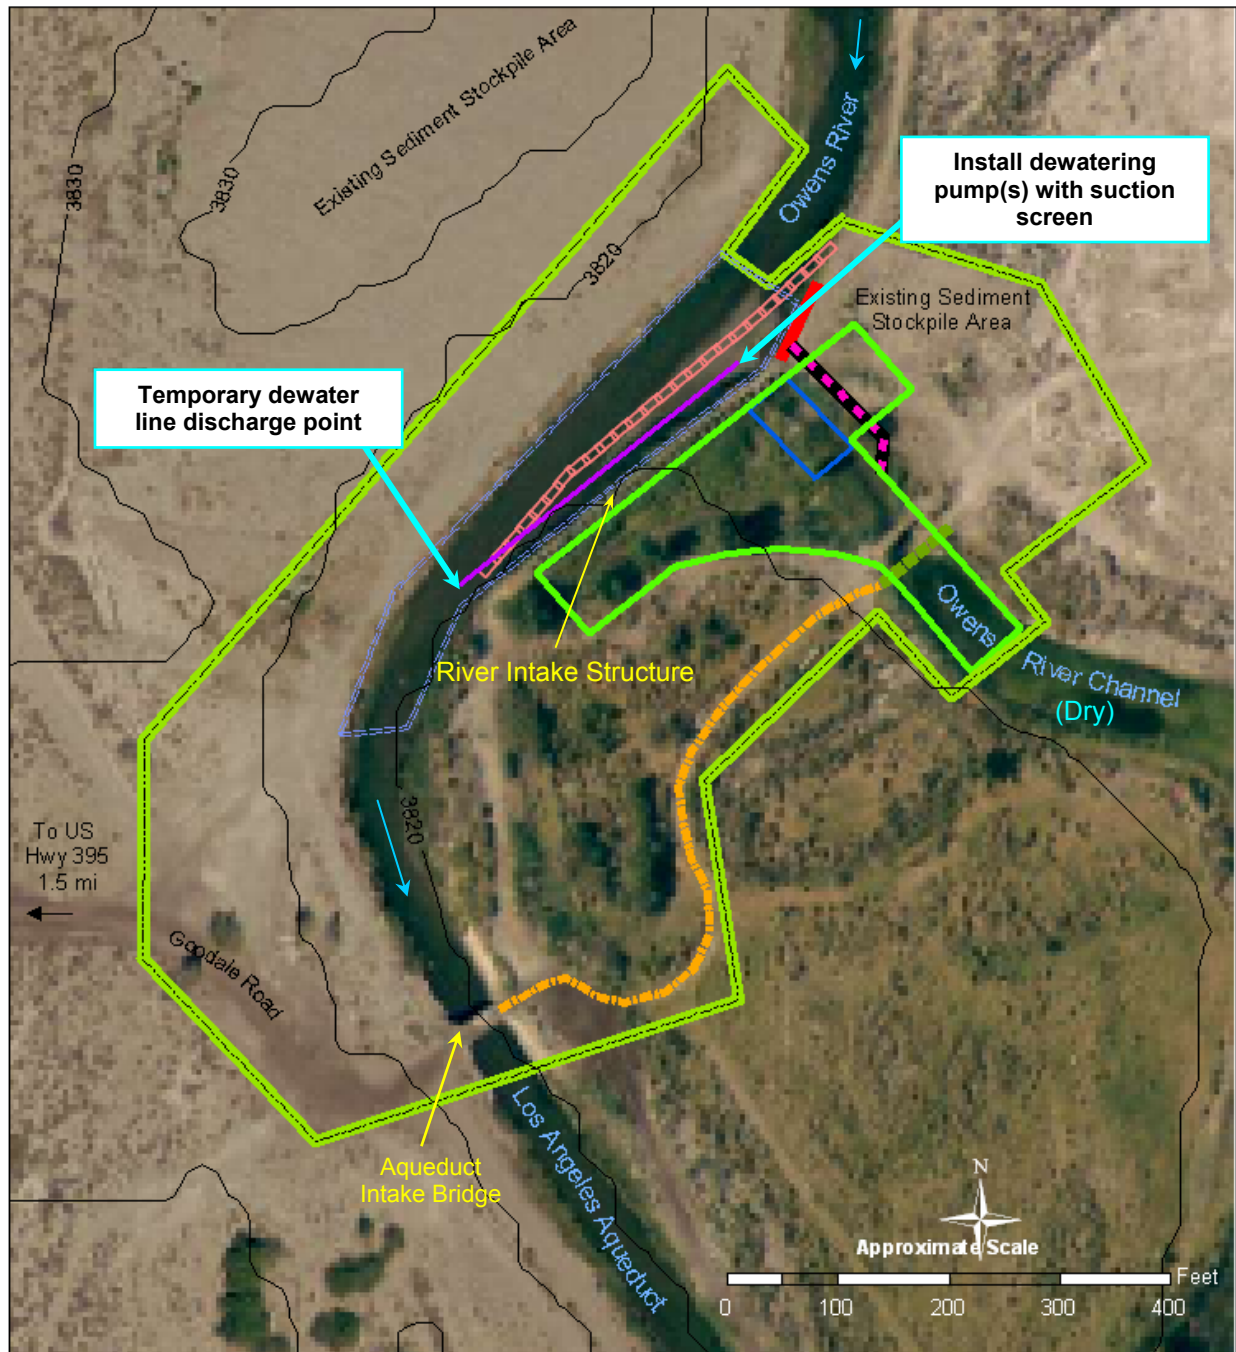 Existing Sediment Stockpile Area
3830
3830
3820
Owens River
Install dewatering
pump(s) with suction
screen
Existing Sediment
Stockpile Area
Temporary dewater
line discharge point
River Intake Structure
Owens
River Channel
(Dry)
3820
To US
Hwy 395
1.5 mi
Goodale Road
Aqueduct
Intake Bridge
Los Angeles Aqueduct
N
Approximate Scale
Feet
0 100 200 300 400